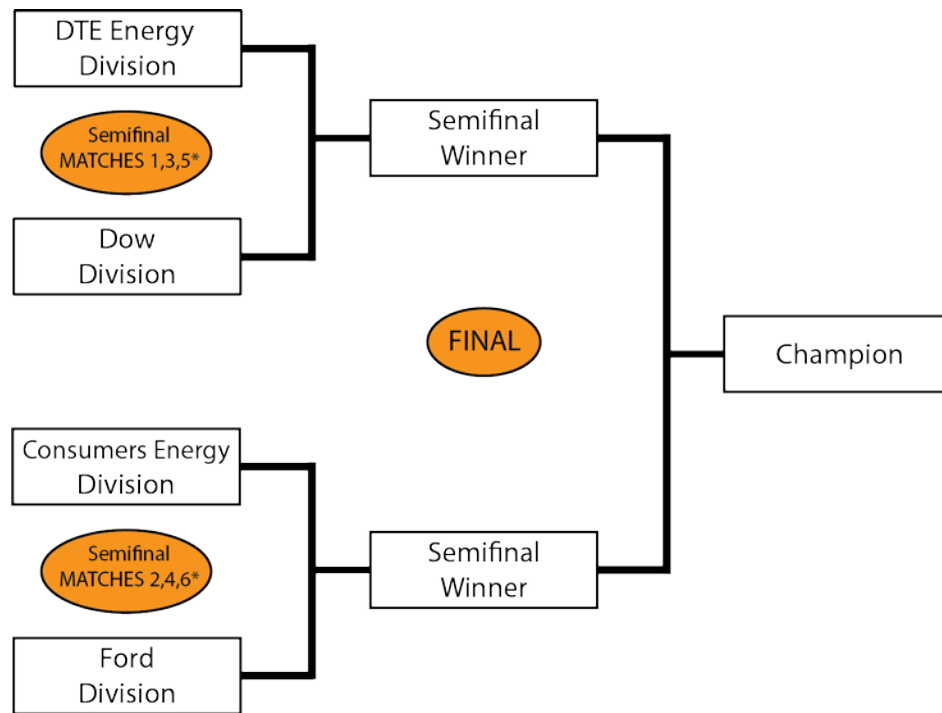 DTE Energy
Division
Semifinal
MATCHES 1,3,5*
Dow
Division
Semifinal
Winner
FINAL
Champion
Consumers Energy
Division
Semifinal
MATCHES 2,4,6*
Ford
Division
Semifinal
Winner